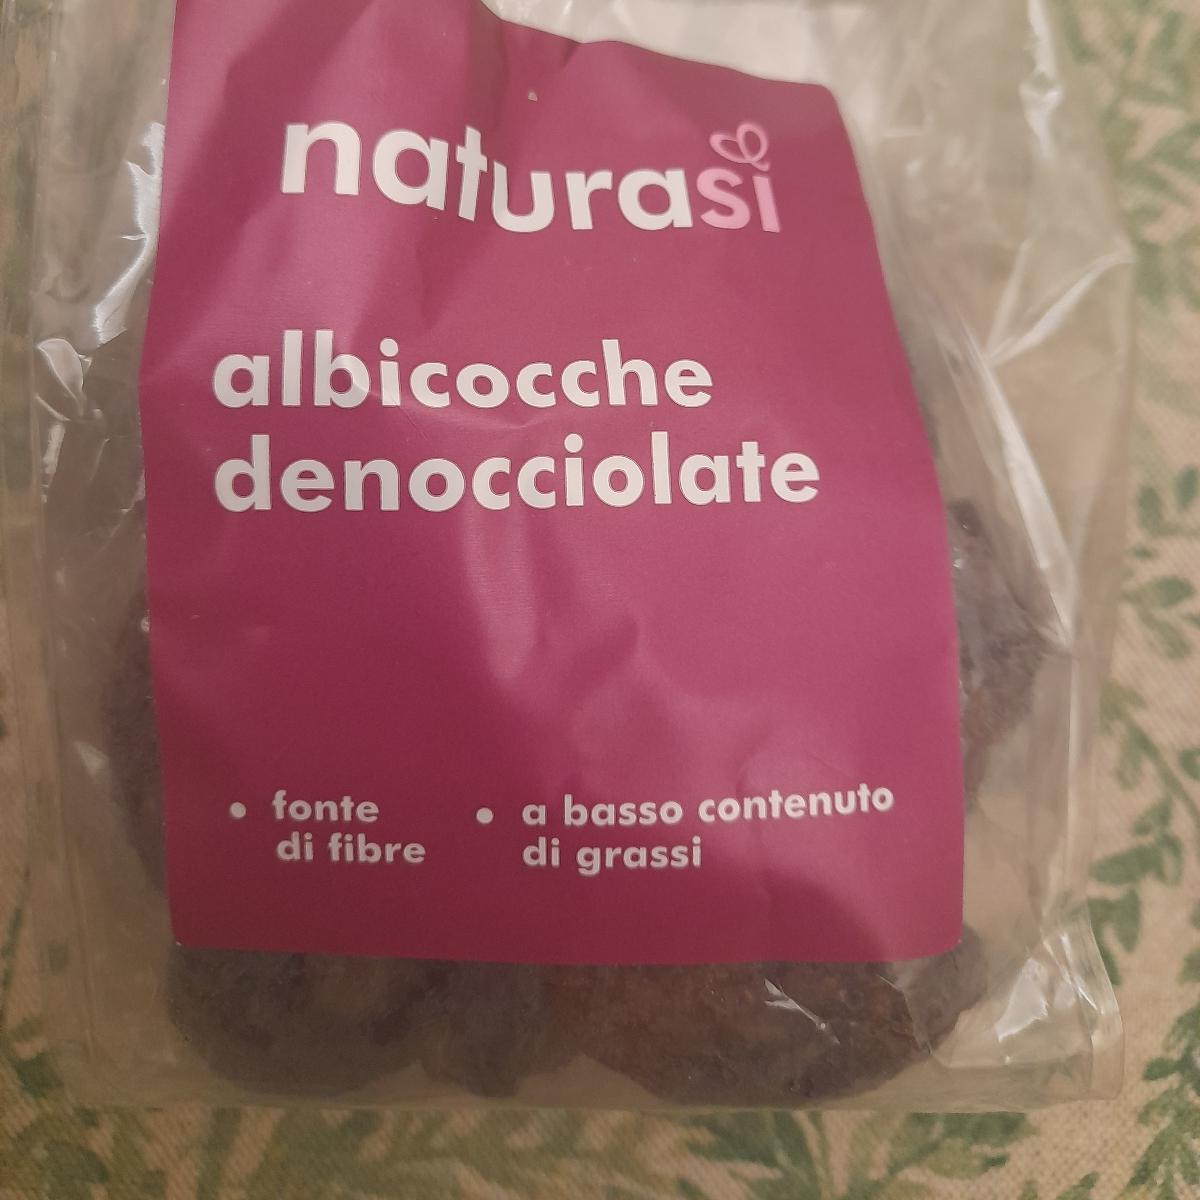 naturasì
albicocche
denocciolate
• fonte
di fibre
• a basso contenuto
di grassi